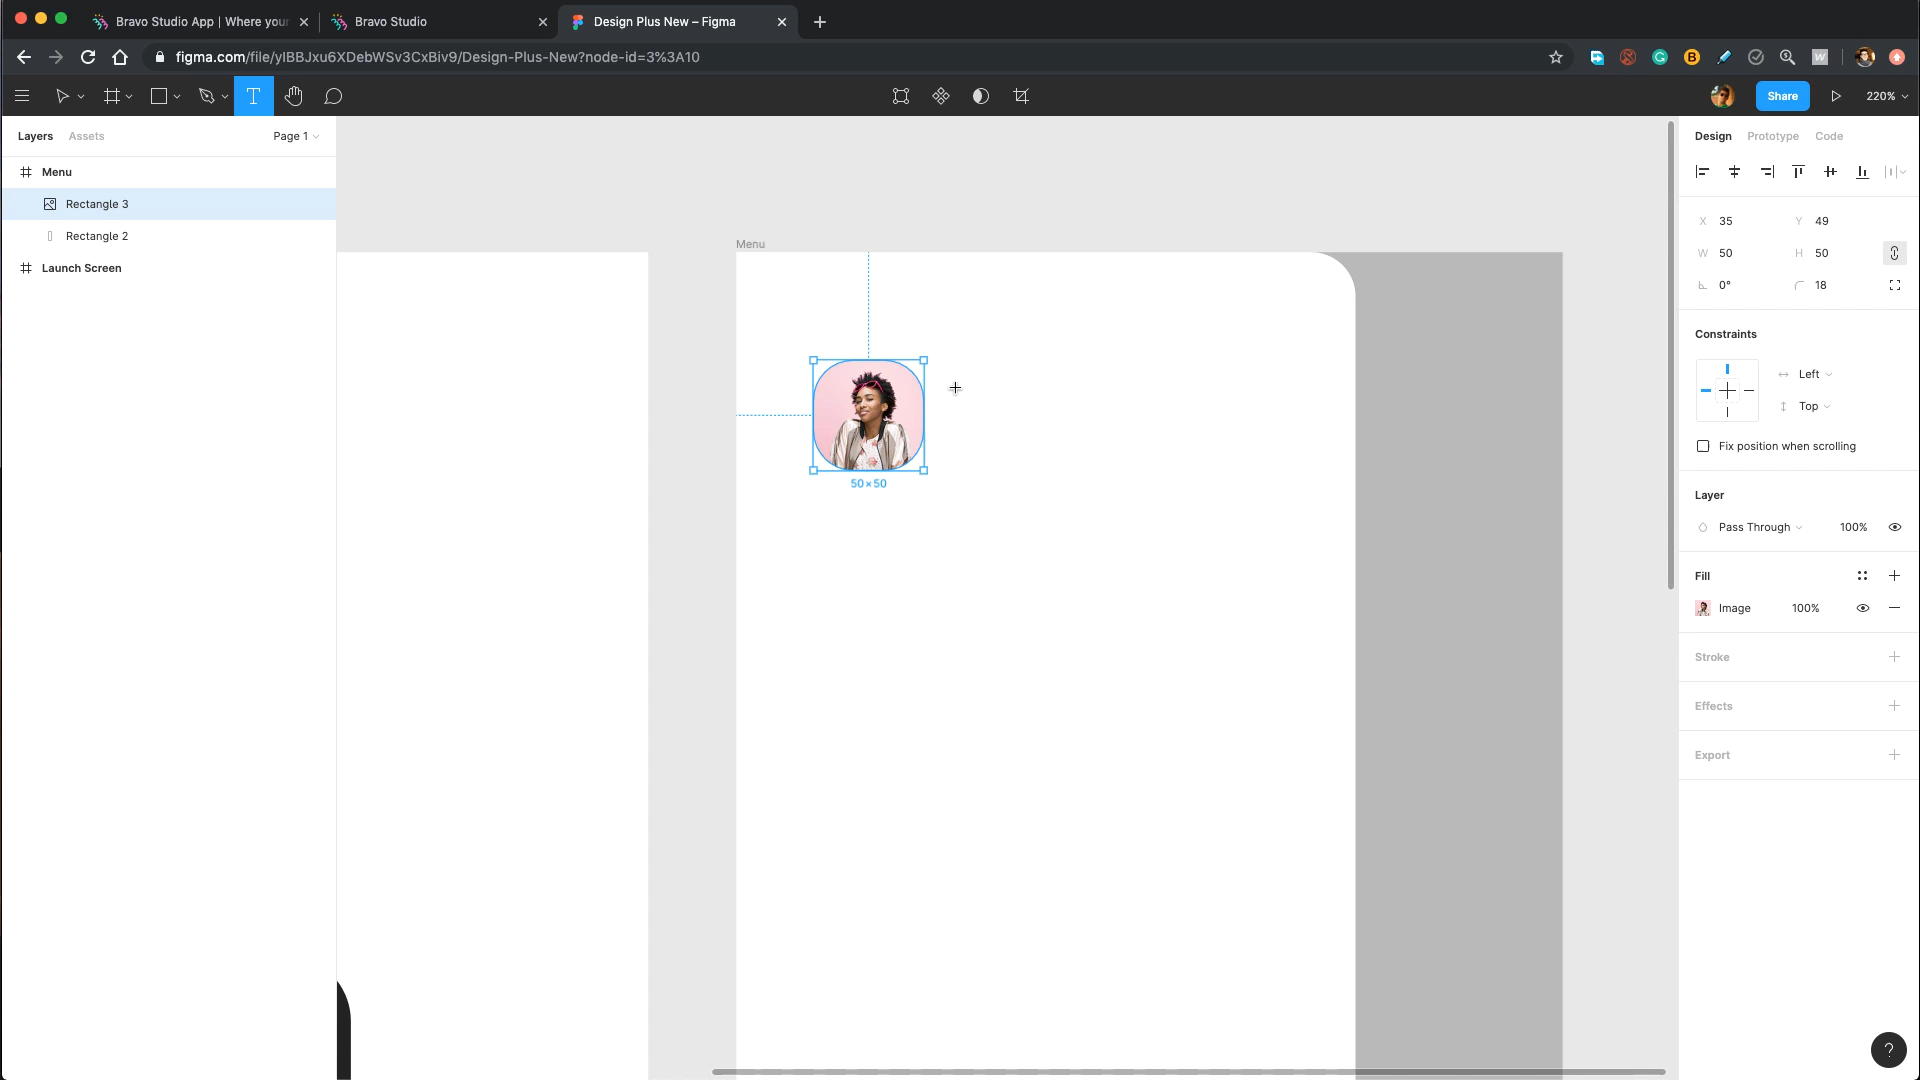 Bravo Studio App | Where your
Bravo Studio
Design Plus New – Figma
figma.com/file/yIBBJxu6XDebWSv3CxBiv9/Design-Plus-New?node-id=3%3A10
Share
220%
Layers
Assets
Page 1
Menu
Rectangle 3
Rectangle 2
Launch Screen
Menu
50 × 50
Design
Prototype
Code
X 35
Y 49
W 50
H 50
0°
18
Constraints
Left
Top
Fix position when scrolling
Layer
Pass Through
100%
Fill
Image
100%
Stroke
Effects
Export
?